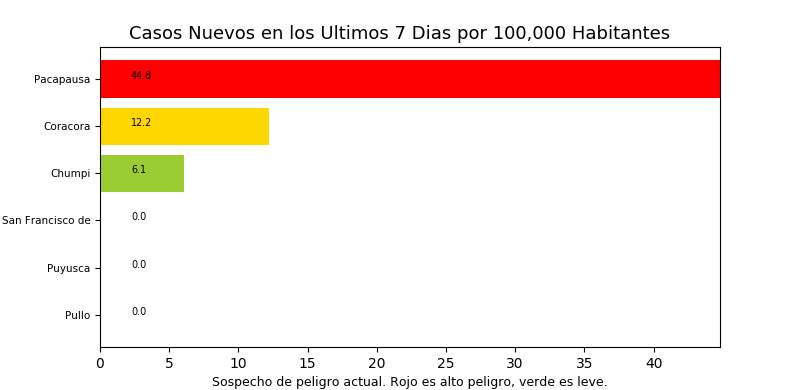 Casos Nuevos en los Ultimos 7 Dias por 100,000 Habitantes
Pacapausa 44.8
Coracora 12.2
Chumpi 6.1
San Francisco de 0.0
Puyusca 0.0
Pullo 0.0
0 5 10 15 20 25 30 35 40
Sospecho de peligro actual. Rojo es alto peligro, verde es leve.